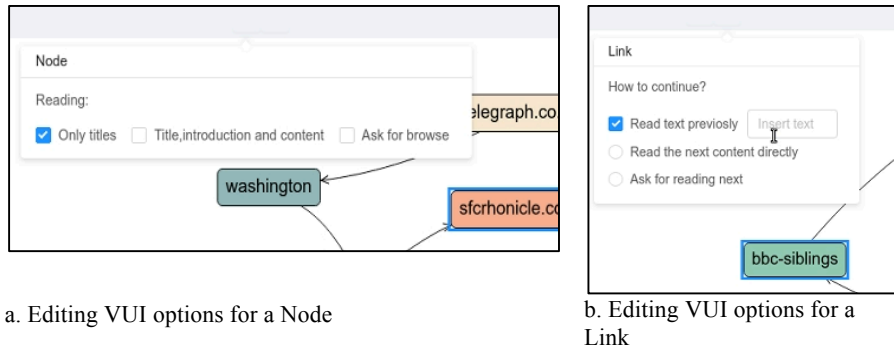 Node
Reading:
Only titles Title,introduction and content Ask for browse
elegraph.co
washington
sfcrhonicle.co
a. Editing VUI options for a Node
Link
How to continue?
Read text previosly Insert text
Read the next content directly
Ask for reading next
bbc-siblings
b. Editing VUI options for a
Link